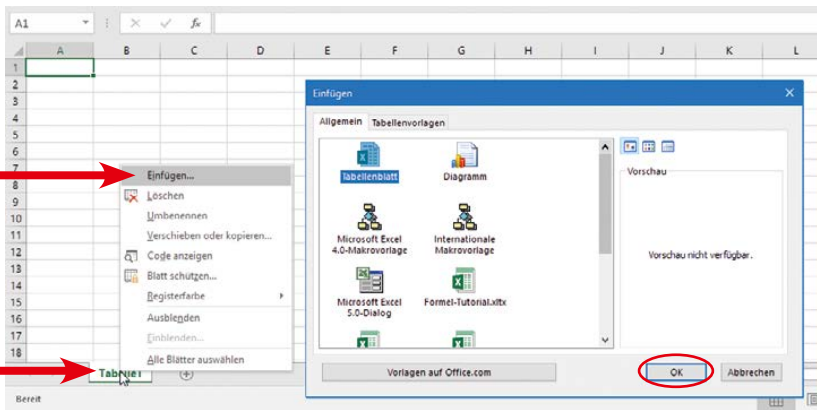 A1
fx
A B C D E F G H I J K L
1
2
3
4
5
6
7
8
9
10
11
12
13
14
15
16
17
18
Einfügen...
Löschen
Umbenennen
Verschieben oder kopieren...
Code anzeigen
Blatt schützen...
Registerfarbe
Ausblenden
Einblenden...
Alle Blätter auswählen
Tabelle1
Bereit
Einfügen
Allgemein Tabellenvorlagen
Tabellenblatt
Diagramm
Microsoft Excel
4.0-Makrovorlage
Internationale
Makrovorlage
Microsoft Excel
5.0-Dialog
Formel-Tutorial.xltx
Vorschau
Vorschau nicht verfügbar.
Vorlagen auf Office.com
OK
Abbrechen